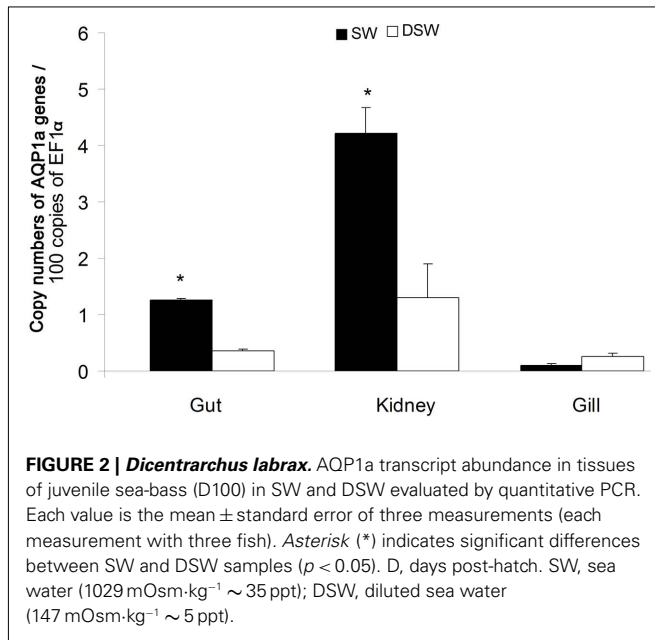 ■ SW □ DSW
Copy numbers of AQP1a genes /
100 copies of EF1α
6
5
4
3
2
1
0
*
*
Gut Kidney Gill
FIGURE 2 | Dicentrarchus labrax. AQP1a transcript abundance in tissues
of juvenile sea-bass (D100) in SW and DSW evaluated by quantitative PCR.
Each value is the mean ± standard error of three measurements (each
measurement with three fish). Asterisk (*) indicates significant differences
between SW and DSW samples (p < 0.05). D, days post-hatch. SW, sea
water (1029 mOsm·kg⁻¹ ~ 35 ppt); DSW, diluted sea water
(147 mOsm·kg⁻¹ ~ 5 ppt).